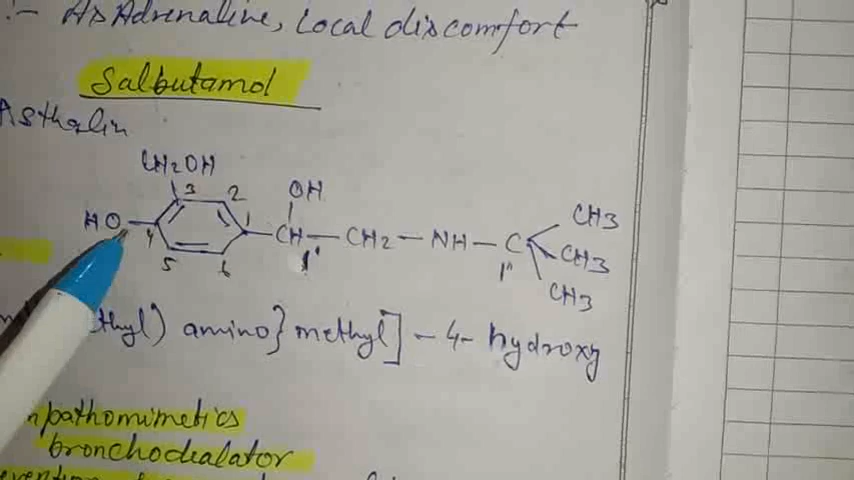 :- As Adrenaline, Local discomfort
Salbutamol
Asthalin
CH2OH
OH
3 2
HO 4 1 CH - CH2 - NH - C CH3
CH3
CH3
5 6 1' 1"
thyl) amino} methyl] - 4- hydroxy
pathomimetics
bronchodealator